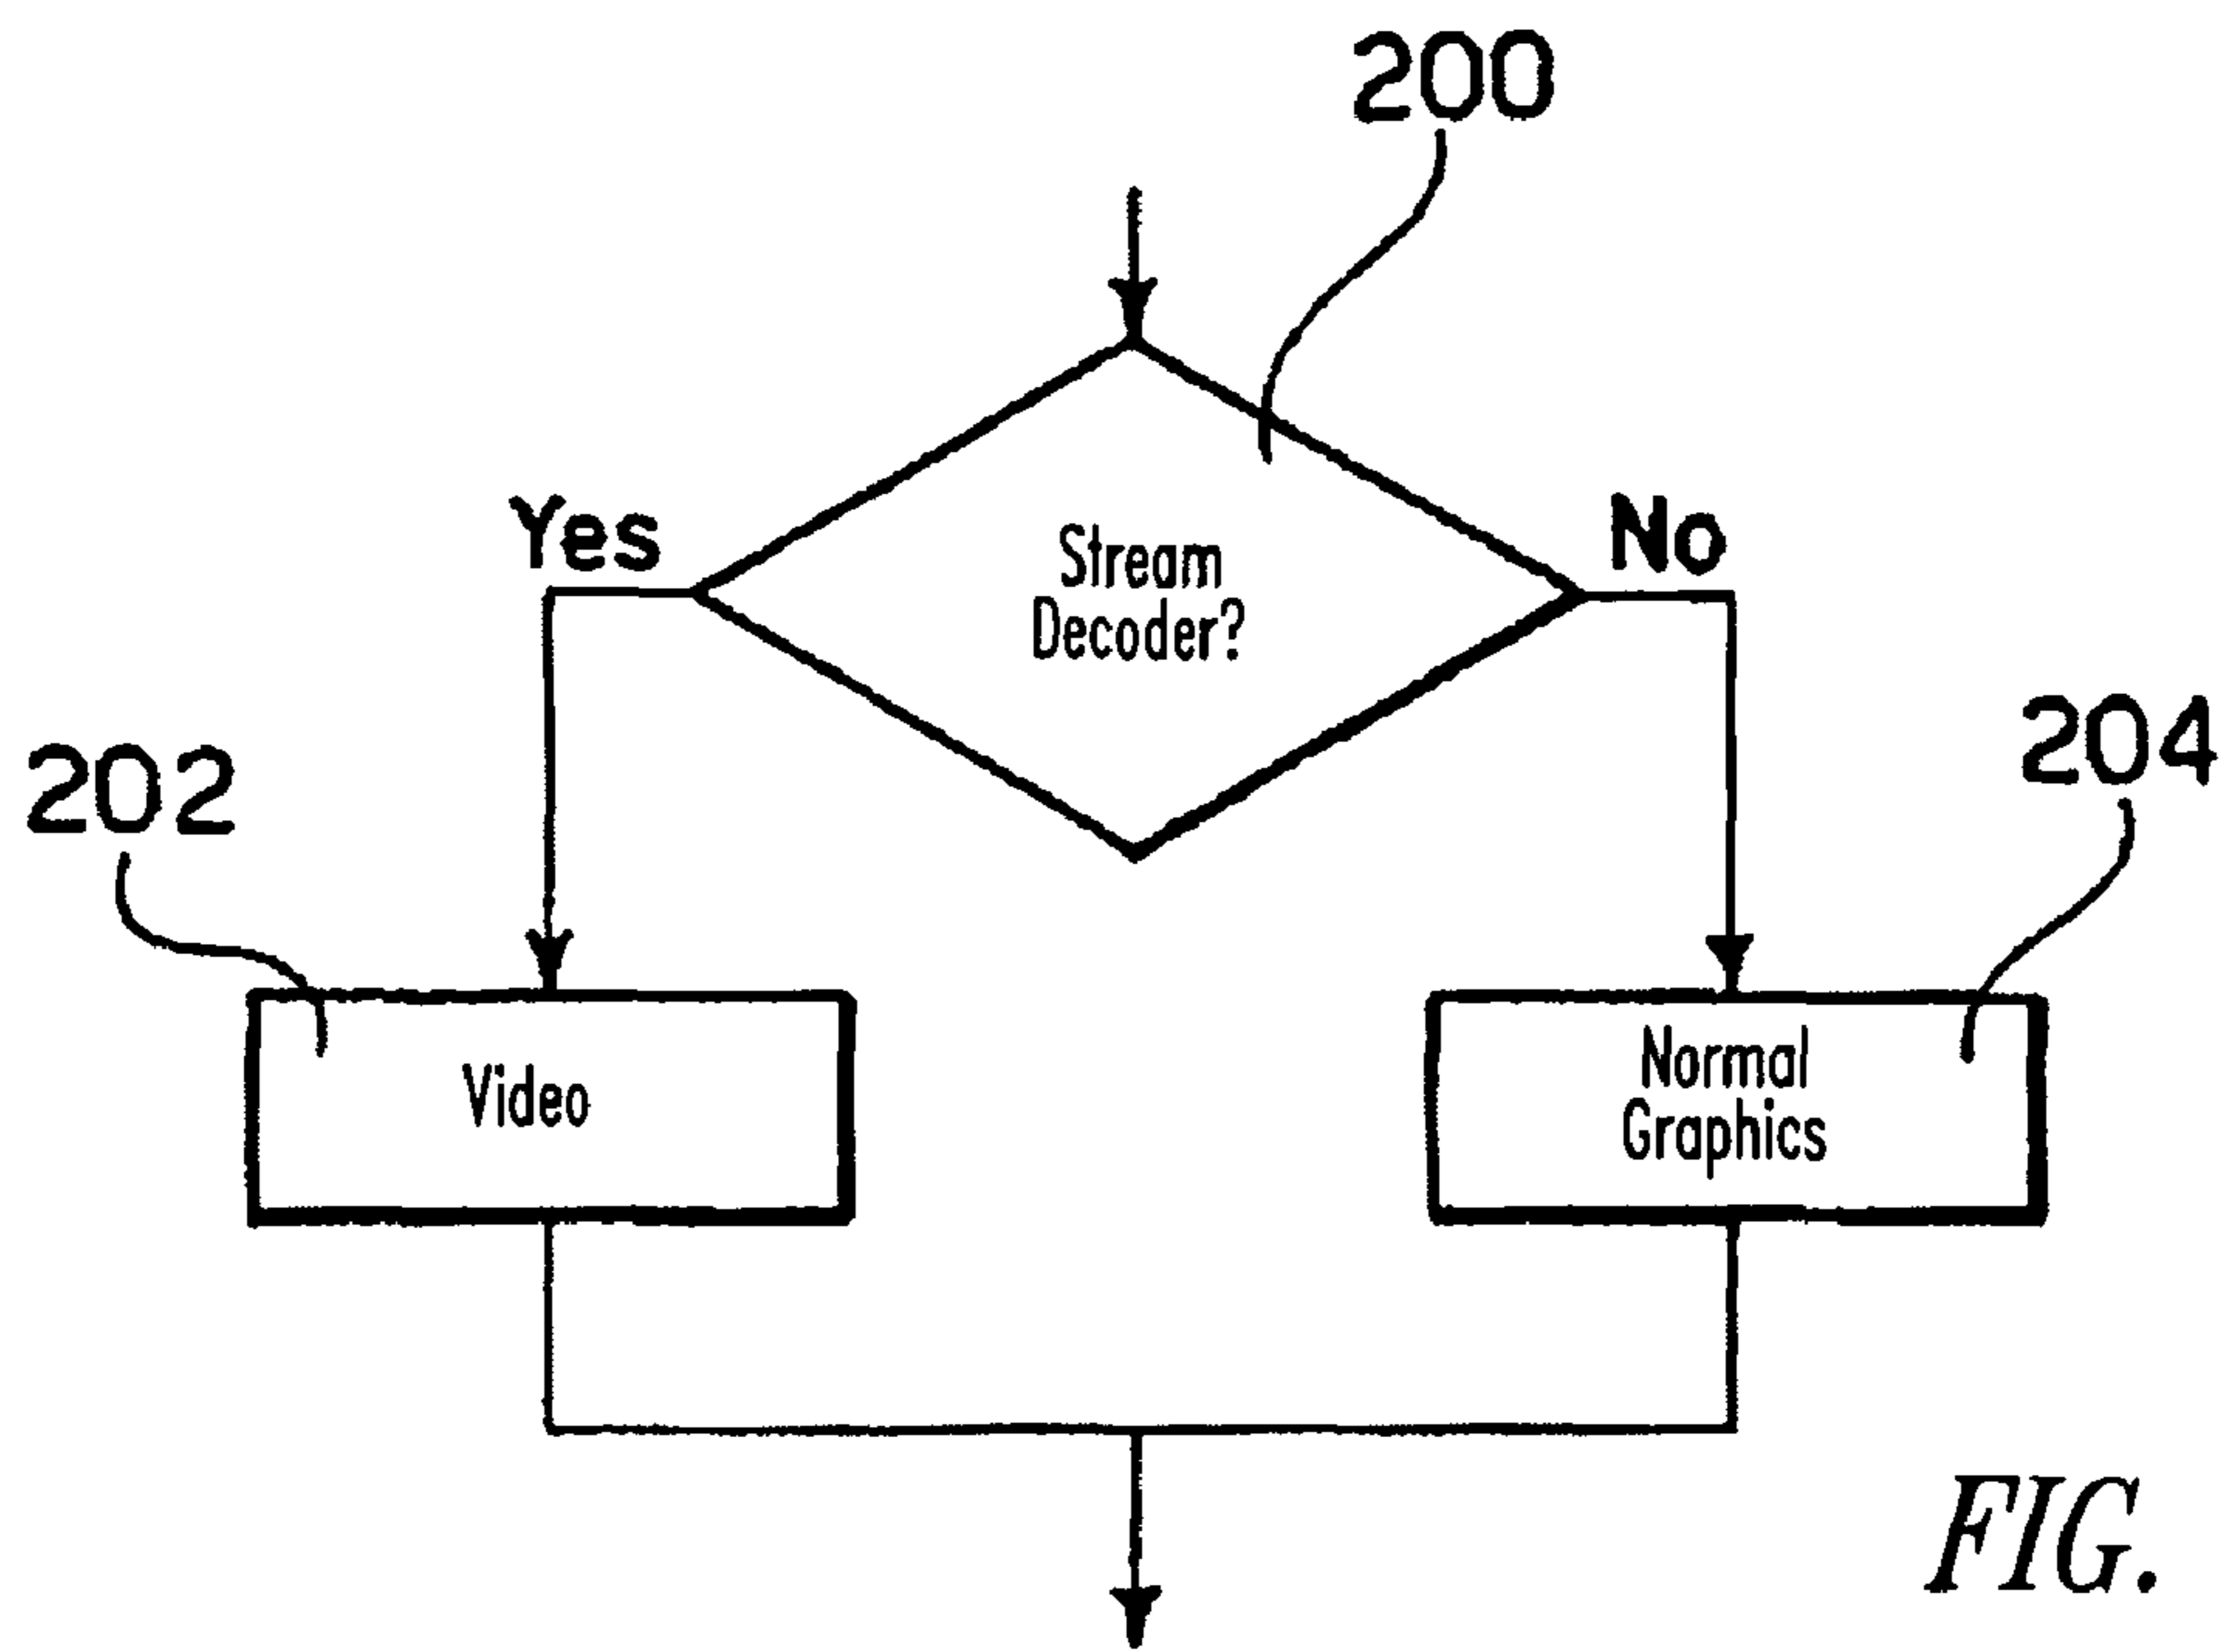 200
Yes
No
Stream
Decoder?
202
204
Video
Normal
Graphics
FIG.